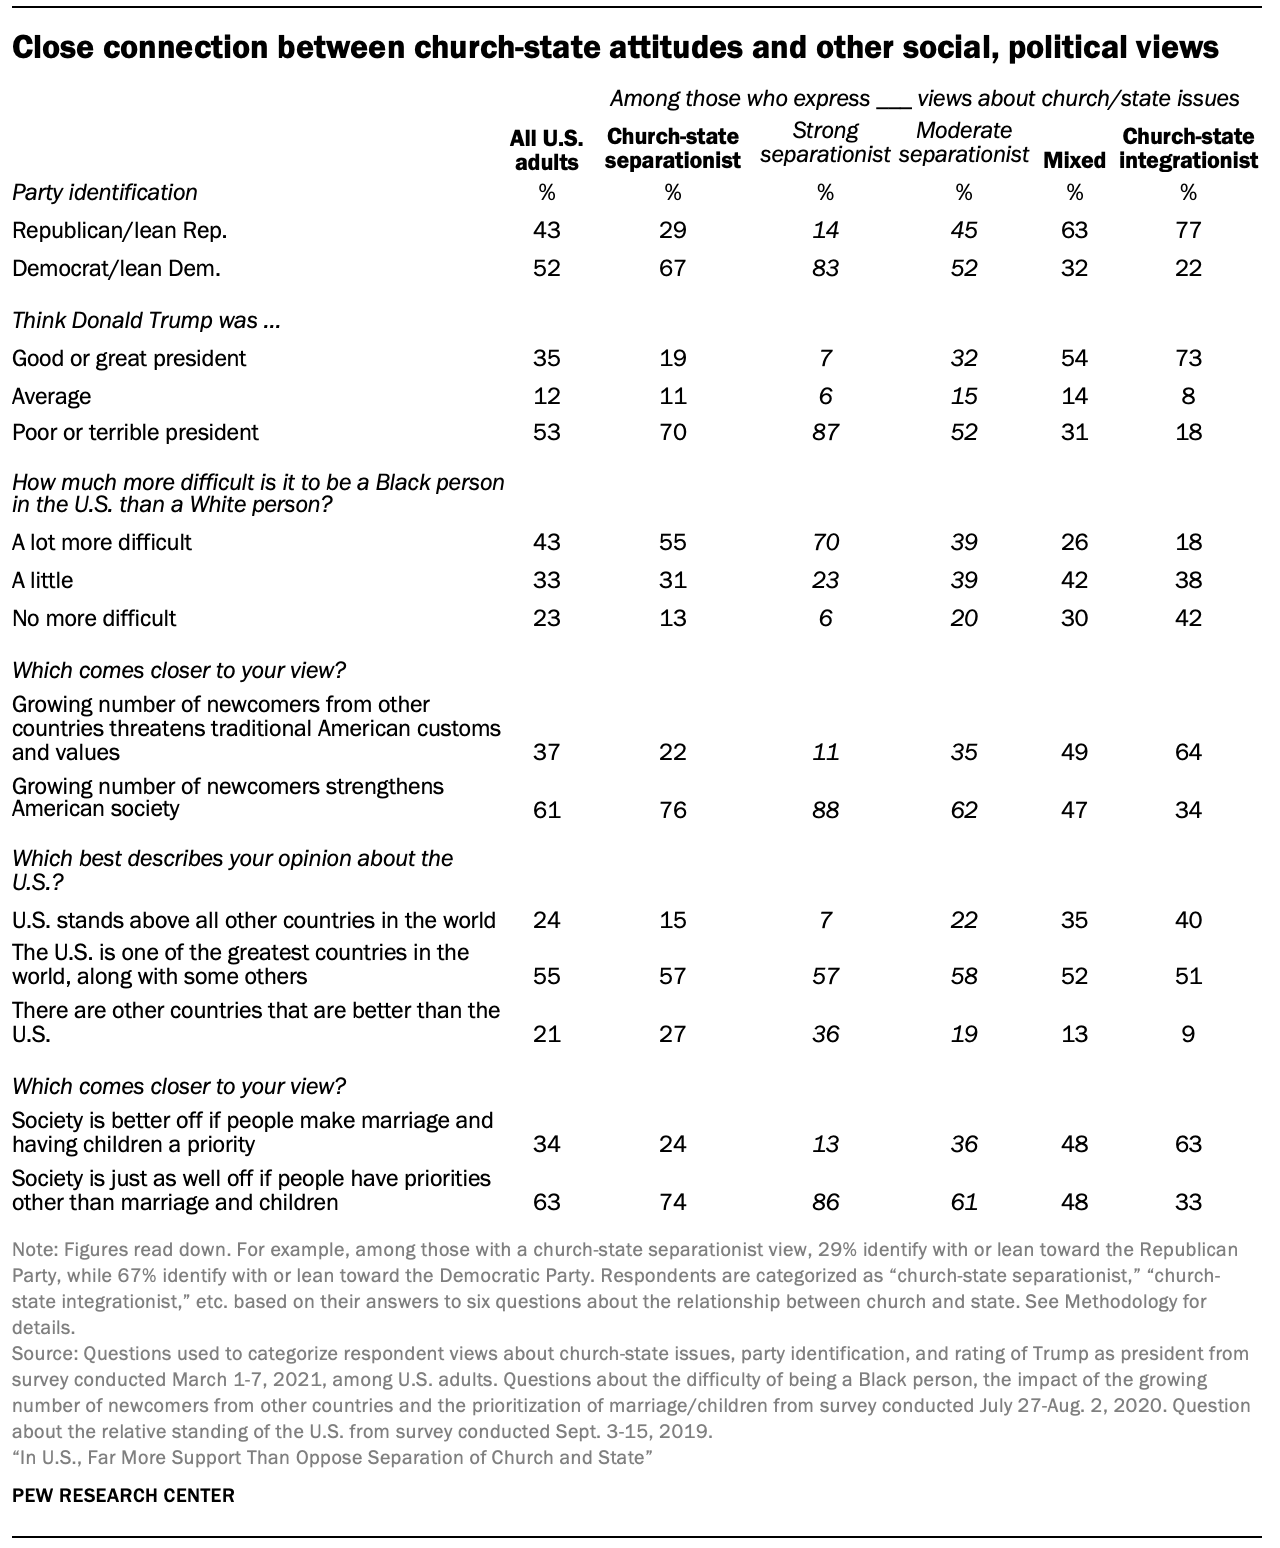 Close connection between church-state attitudes and other social, political views
Among those who express ___ views about church/state issues
All U.S. adults Church-state separationist Strong separationist Moderate separationist Mixed Church-state integrationist
Party identification % % % % % %
Republican/lean Rep. 43 29 14 45 63 77
Democrat/lean Dem. 52 67 83 52 32 22
Think Donald Trump was ...
Good or great president 35 19 7 32 54 73
Average 12 11 6 15 14 8
Poor or terrible president 53 70 87 52 31 18
How much more difficult is it to be a Black person
in the U.S. than a White person?
A lot more difficult 43 55 70 39 26 18
A little 33 31 23 39 42 38
No more difficult 23 13 6 20 30 42
Which comes closer to your view?
Growing number of newcomers from other
countries threatens traditional American customs
and values 37 22 11 35 49 64
Growing number of newcomers strengthens
American society 61 76 88 62 47 34
Which best describes your opinion about the
U.S.?
U.S. stands above all other countries in the world 24 15 7 22 35 40
The U.S. is one of the greatest countries in the
world, along with some others 55 57 57 58 52 51
There are other countries that are better than the
U.S. 21 27 36 19 13 9
Which comes closer to your view?
Society is better off if people make marriage and
having children a priority 34 24 13 36 48 63
Society is just as well off if people have priorities
other than marriage and children 63 74 86 61 48 33
Note: Figures read down. For example, among those with a church-state separationist view, 29% identify with or lean toward the Republican
Party, while 67% identify with or lean toward the Democratic Party. Respondents are categorized as “church-state separationist,” “church-
state integrationist,” etc. based on their answers to six questions about the relationship between church and state. See Methodology for
details.
Source: Questions used to categorize respondent views about church-state issues, party identification, and rating of Trump as president from
survey conducted March 1-7, 2021, among U.S. adults. Questions about the difficulty of being a Black person, the impact of the growing
number of newcomers from other countries and the prioritization of marriage/children from survey conducted July 27-Aug. 2, 2020. Question
about the relative standing of the U.S. from survey conducted Sept. 3-15, 2019.
“In U.S., Far More Support Than Oppose Separation of Church and State”
PEW RESEARCH CENTER